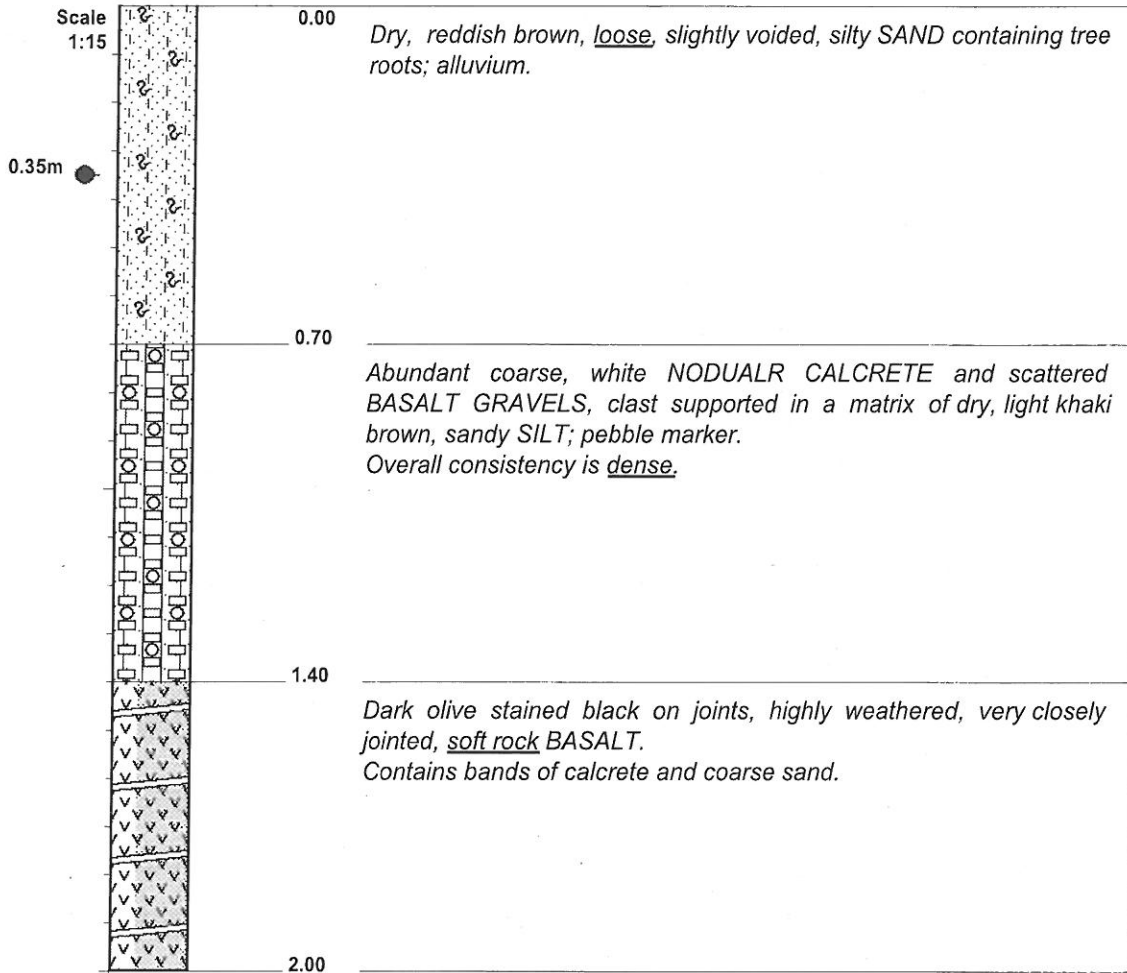 Scale
1:15
0.00
Dry, reddish brown, loose, slightly voided, silty SAND containing tree
roots; alluvium.
0.35m
0.70
Abundant coarse, white NODUALR CALCRETE and scattered
BASALT GRAVELS, clast supported in a matrix of dry, light khaki
brown, sandy SILT; pebble marker.
Overall consistency is dense.
1.40
Dark olive stained black on joints, highly weathered, very closely
jointed, soft rock BASALT.
Contains bands of calcrete and coarse sand.
2.00